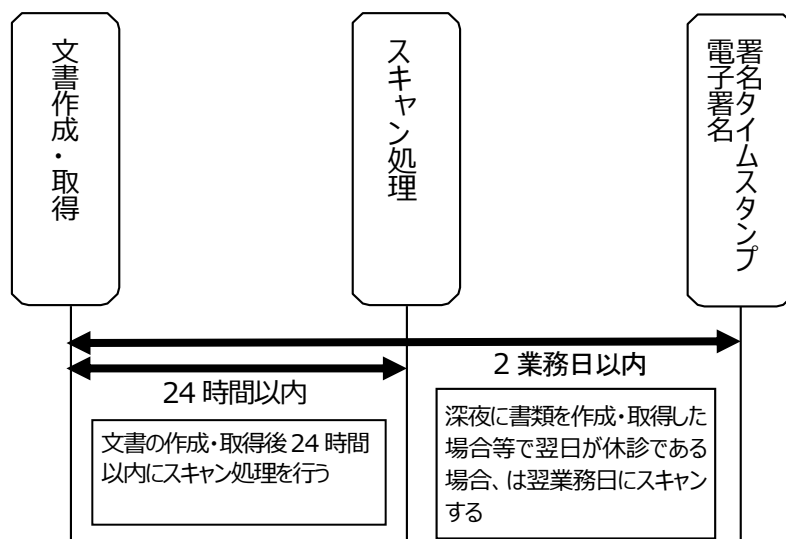 文書作成・取得
スキャン処理
署名タイムスタンプ
電子署名
2 業務日以内
24 時間以内
文書の作成・取得後 24 時間
以内にスキャン処理を行う
深夜に書類を作成・取得した
場合等で翌日が休診である
場合、は翌業務日にスキャン
する